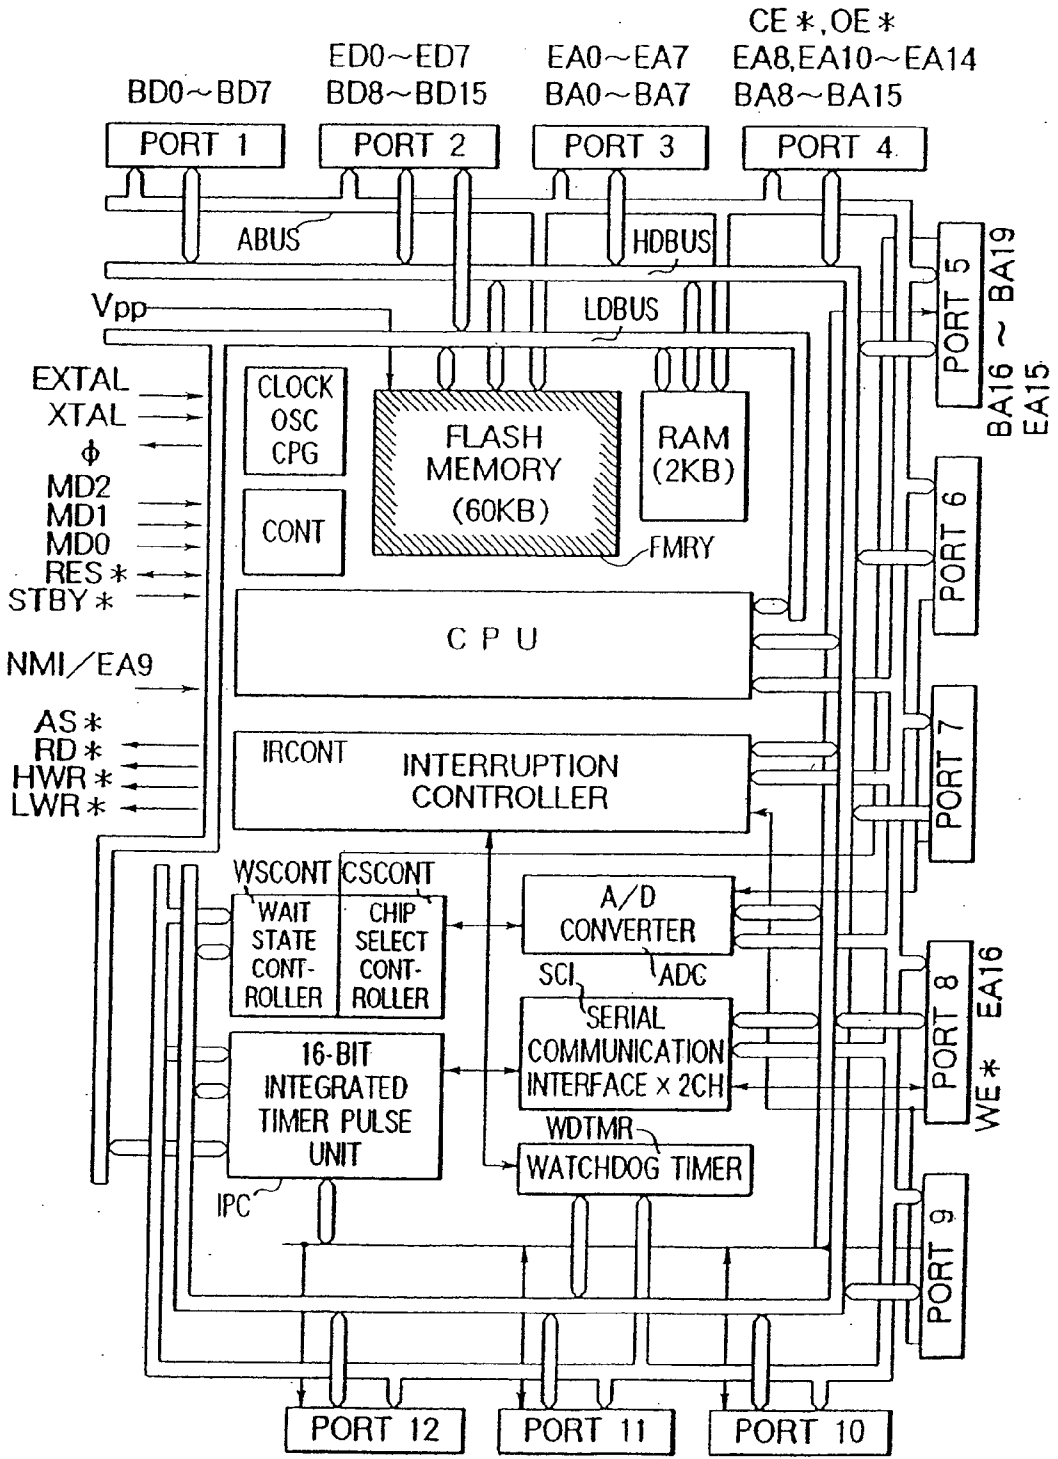 CE*,OE*
ED0~ED7
EA0~EA7
EA8,EA10~EA14
BD0~BD7
BD8~BD15
BA0~BA7
BA8~BA15
PORT 1
PORT 2
PORT 3
PORT 4
ABUS
HDBUS
PORT 5
BA16 ~ BA19
EA15
Vpp
LDBUS
EXTAL
XTAL
ϕ
MD2
MD1
MD0
RES*
STBY*
CLOCK
OSC
CPG
CONT
FLASH
MEMORY
(60KB)
FMRY
RAM
(2KB)
PORT 6
CPU
NMI/EA9
AS*
RD*
HWR*
LWR*
IRCONT
INTERRUPTION
CONTROLLER
PORT 7
WSCONT
CSCONT
WAIT
STATE
CONT-
ROLLER
CHIP
SELECT
CONT-
ROLLER
A/D
CONVERTER
ADC
SCI
SERIAL
COMMUNICATION
INTERFACE × 2CH
PORT 8
WE* EA16
16-BIT
INTEGRATED
TIMER PULSE
UNIT
IPC
WDTMR
WATCHDOG TIMER
PORT 9
PORT 12
PORT 11
PORT 10